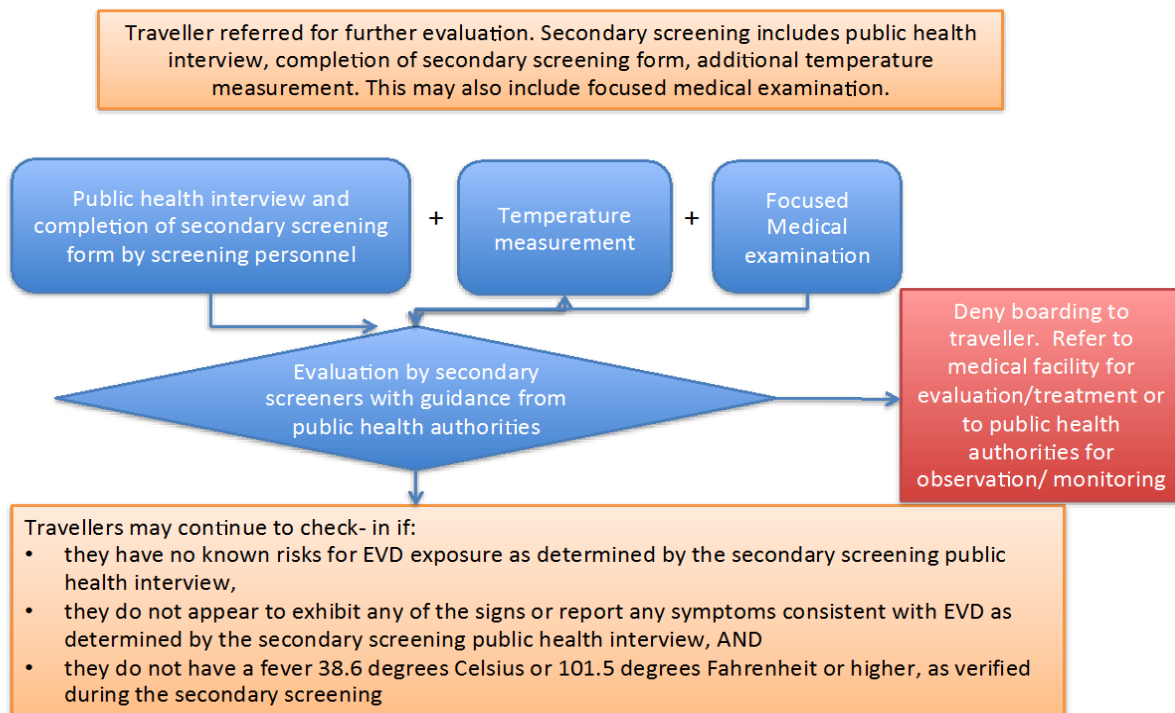 Traveller referred for further evaluation. Secondary screening includes public health
interview, completion of secondary screening form, additional temperature
measurement. This may also include focused medical examination.
Public health interview and
completion of secondary screening
form by screening personnel
+
Temperature
measurement
+
Focused
Medical
examination
Evaluation by secondary
screeners with guidance from
public health authorities
Deny boarding to
traveller.  Refer to
medical facility for
evaluation/treatment or
to public health
authorities for
observation/ monitoring
Travellers may continue to check- in if:
• they have no known risks for EVD exposure as determined by the secondary screening public
health interview,
• they do not appear to exhibit any of the signs or report any symptoms consistent with EVD as
determined by the secondary screening public health interview, AND
• they do not have a fever 38.6 degrees Celsius or 101.5 degrees Fahrenheit or higher, as verified
during the secondary screening